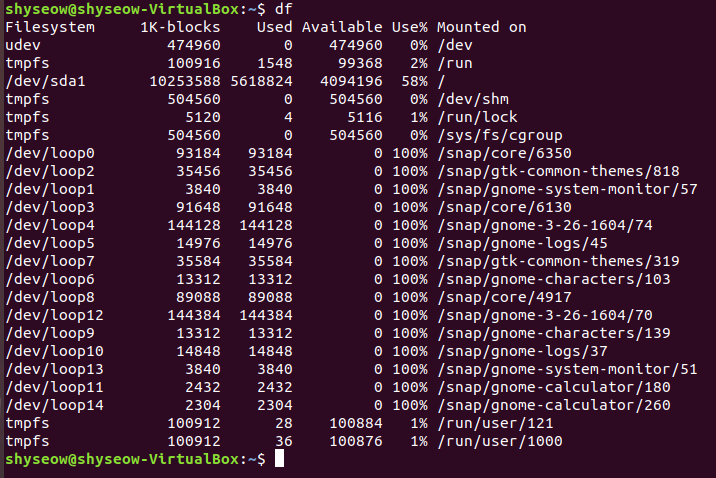 shyseow@shyseow-VirtualBox:~$ df
Filesystem     1K-blocks    Used Available Use% Mounted on
udev              474960       0    474960   0% /dev
tmpfs             100916    1548     99368   2% /run
/dev/sda1       10253588 5618824   4094196  58% /
tmpfs             504560       0    504560   0% /dev/shm
tmpfs               5120       4      5116   1% /run/lock
tmpfs             504560       0    504560   0% /sys/fs/cgroup
/dev/loop0         93184   93184         0 100% /snap/core/6350
/dev/loop2         35456   35456         0 100% /snap/gtk-common-themes/818
/dev/loop1          3840    3840         0 100% /snap/gnome-system-monitor/57
/dev/loop3         91648   91648         0 100% /snap/core/6130
/dev/loop4        144128  144128         0 100% /snap/gnome-3-26-1604/74
/dev/loop5         14976   14976         0 100% /snap/gnome-logs/45
/dev/loop7         35584   35584         0 100% /snap/gtk-common-themes/319
/dev/loop6         13312   13312         0 100% /snap/gnome-characters/103
/dev/loop8         89088   89088         0 100% /snap/core/4917
/dev/loop12       144384  144384         0 100% /snap/gnome-3-26-1604/70
/dev/loop9         13312   13312         0 100% /snap/gnome-characters/139
/dev/loop10        14848   14848         0 100% /snap/gnome-logs/37
/dev/loop13         3840    3840         0 100% /snap/gnome-system-monitor/51
/dev/loop11         2432    2432         0 100% /snap/gnome-calculator/180
/dev/loop14         2304    2304         0 100% /snap/gnome-calculator/260
tmpfs             100912      28    100884   1% /run/user/121
tmpfs             100912      36    100876   1% /run/user/1000
shyseow@shyseow-VirtualBox:~$